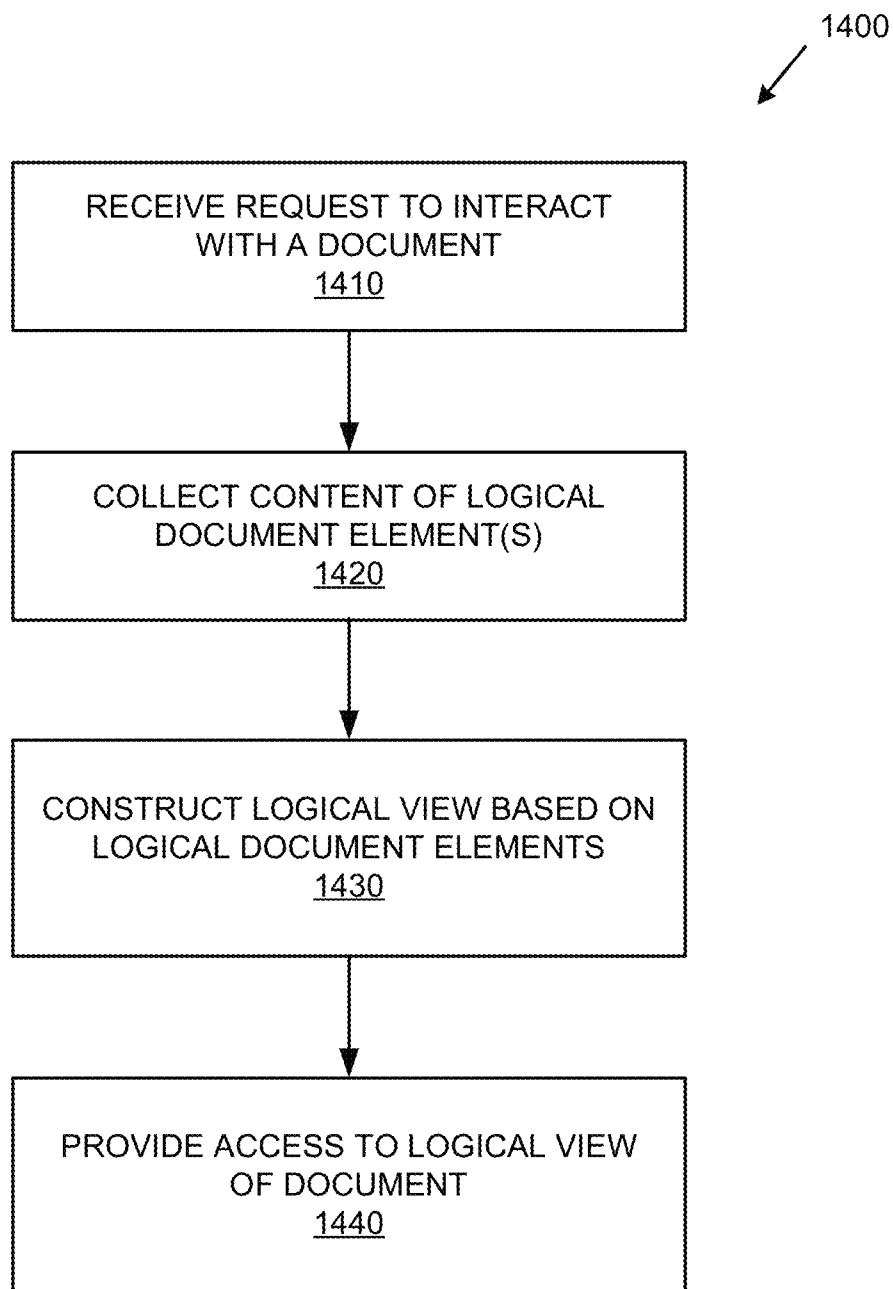 1400
RECEIVE REQUEST TO INTERACT
WITH A DOCUMENT
1410
COLLECT CONTENT OF LOGICAL
DOCUMENT ELEMENT(S)
1420
CONSTRUCT LOGICAL VIEW BASED ON
LOGICAL DOCUMENT ELEMENTS
1430
PROVIDE ACCESS TO LOGICAL VIEW
OF DOCUMENT
1440